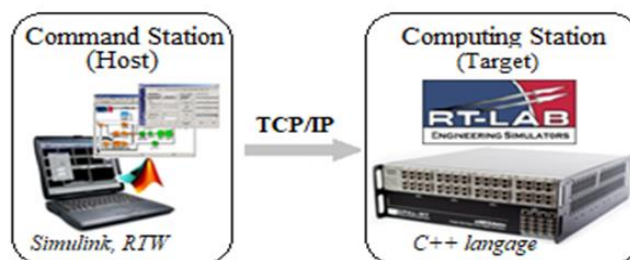 Command Station
(Host)
Simulink, RTW
TCP/IP
Computing Station
(Target)
RT-LAB
ENGINEERING SIMULATORS
C++ langage